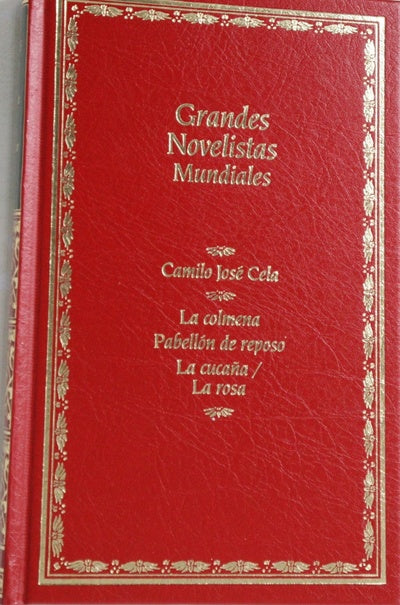 Grandes
Novelistas
Mundiales
Camilo José Cela
La colmena
Pabellón de reposo
La cucaña /
La rosa